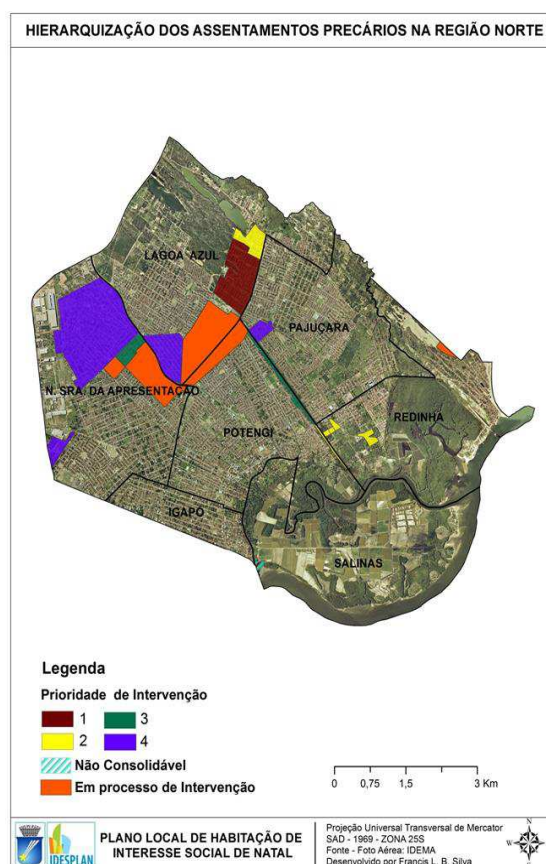 HIERARQUIZAÇÃO DOS ASSENTAMENTOS PRECÁRIOS NA REGIÃO NORTE
LAGOA AZUL
PAJUÇARA
N. SRA. DA APRESENTAÇÃO
REDINHA
POTENGI
IGAPÓ
SALINAS
Legenda
Prioridade de Intervenção
1 3
2 4
Não Consolidável
Em processo de Intervenção
0 0,75 1,5 3 Km
IDESPLAN
PLANO LOCAL DE HABITAÇÃO DE
INTERESSE SOCIAL DE NATAL
Projeção Universal Transversal de Mercator
SAD - 1969 - ZONA 25S
Fonte - Foto Aérea: IDEMA
Desenvolvido por Francis L. B. Silva